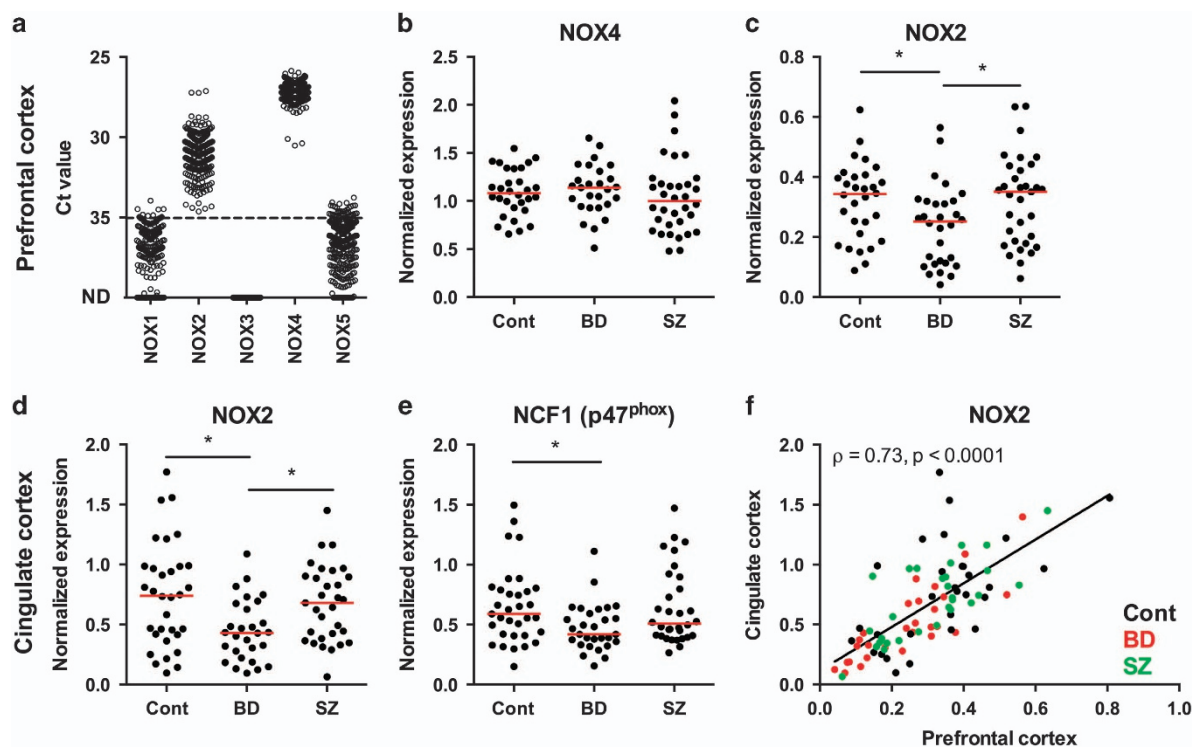 a
Prefrontal cortex
Ct value
25
30
35
ND
NOX1
NOX2
NOX3
NOX4
NOX5
b
NOX4
Normalized expression
2.5
2.0
1.5
1.0
0.5
0.0
Cont BD SZ
c
NOX2
Normalized expression
0.8
0.6
0.4
0.2
0.0
* *
Cont BD SZ
d
NOX2
Cingulate cortex
Normalized expression
2.0
1.5
1.0
0.5
0.0
* *
Cont BD SZ
e
NCF1 (p47phox)
Normalized expression
2.0
1.5
1.0
0.5
0.0
*
Cont BD SZ
f
NOX2
ρ = 0.73, p < 0.0001
Cingulate cortex
2.0
1.5
1.0
0.5
0.0
Cont
BD
SZ
0.0 0.2 0.4 0.6 0.8 1.0
Prefrontal cortex